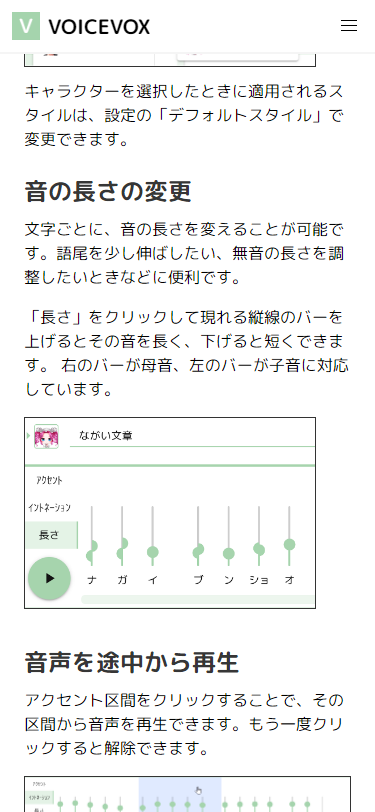 V VOICEVOX
キャラクターを選択したときに適用されるス
タイルは、設定の「デフォルトスタイル」で
変更できます。
音の長さの変更
文字ごとに、音の長さを変えることが可能で
す。語尾を少し伸ばしたい、無音の長さを調
整したいときなどに便利です。
「長さ」をクリックして現れる縦線のバーを
上げるとその音を長く、下げると短くできま
す。 右のバーが母音、左のバーが子音に対応
しています。
ながい文章
アクセント
イントネーション
長さ
ナ ガ イ ブ ン ショ オ
音声を途中から再生
アクセント区間をクリックすることで、その
区間から音声を再生できます。もう一度クリ
ックすると解除できます。
アクセント
イントネーション